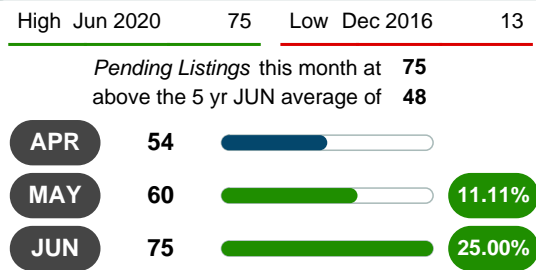 High Jun 2020 75 Low Dec 2016 13
Pending Listings this month at 75
above the 5 yr JUN average of 48
APR 54
MAY 60 11.11%
JUN 75 25.00%